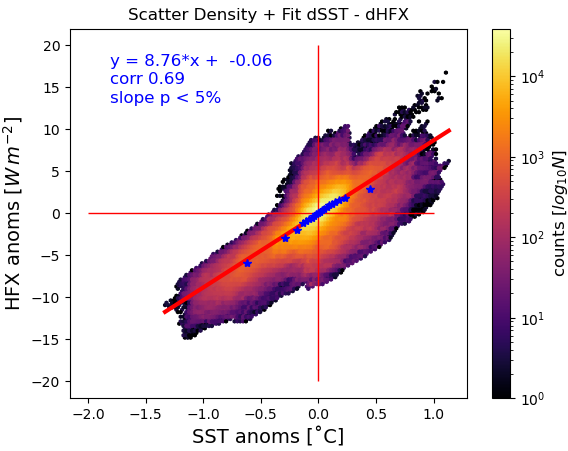 Scatter Density + Fit dSST - dHFX
y = 8.76*x + -0.06
corr 0.69
slope p < 5%
HFX anoms [W m⁻²]
20
15
10
5
0
−5
−10
−15
−20
−2.0 −1.5 −1.0 −0.5 0.0 0.5 1.0
SST anoms [˚C]
10⁴
10³
10²
10¹
10⁰
counts [log₁₀N]